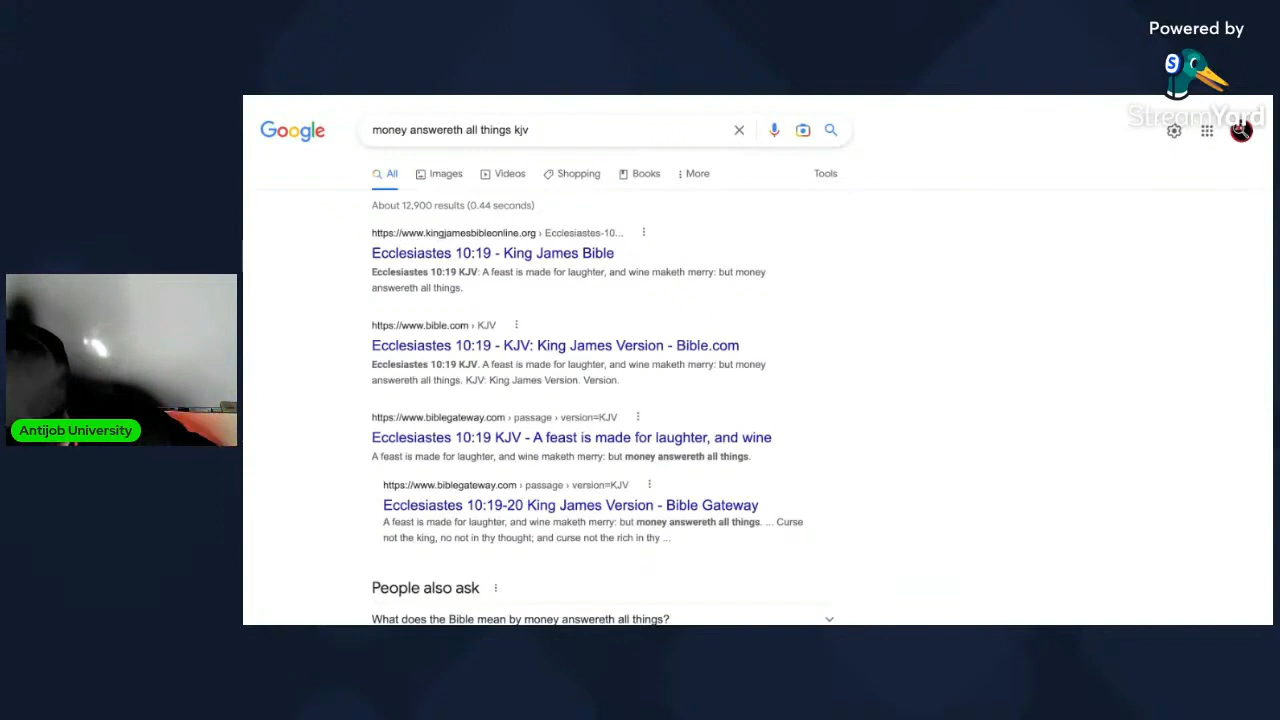 Powered by
StreamYard
Google
money answereth all things kjv
All Images Videos Shopping Books More Tools
About 12,900 results (0.44 seconds)
https://www.kingjamesbibleonline.org › Ecclesiastes-10...
Ecclesiastes 10:19 - King James Bible
Ecclesiastes 10:19 KJV: A feast is made for laughter, and wine maketh merry: but money
answereth all things.
https://www.bible.com › KJV
Ecclesiastes 10:19 - KJV: King James Version - Bible.com
Ecclesiastes 10:19 KJV. A feast is made for laughter, and wine maketh merry: but money
answereth all things. KJV: King James Version. Version.
https://www.biblegateway.com › passage › version=KJV
Ecclesiastes 10:19 KJV - A feast is made for laughter, and wine
A feast is made for laughter, and wine maketh merry: but money answereth all things.
https://www.biblegateway.com › passage › version=KJV
Ecclesiastes 10:19-20 King James Version - Bible Gateway
A feast is made for laughter, and wine maketh merry: but money answereth all things. ... Curse
not the king, no not in thy thought; and curse not the rich in thy ...
People also ask
What does the Bible mean by money answereth all things?
Antijob University